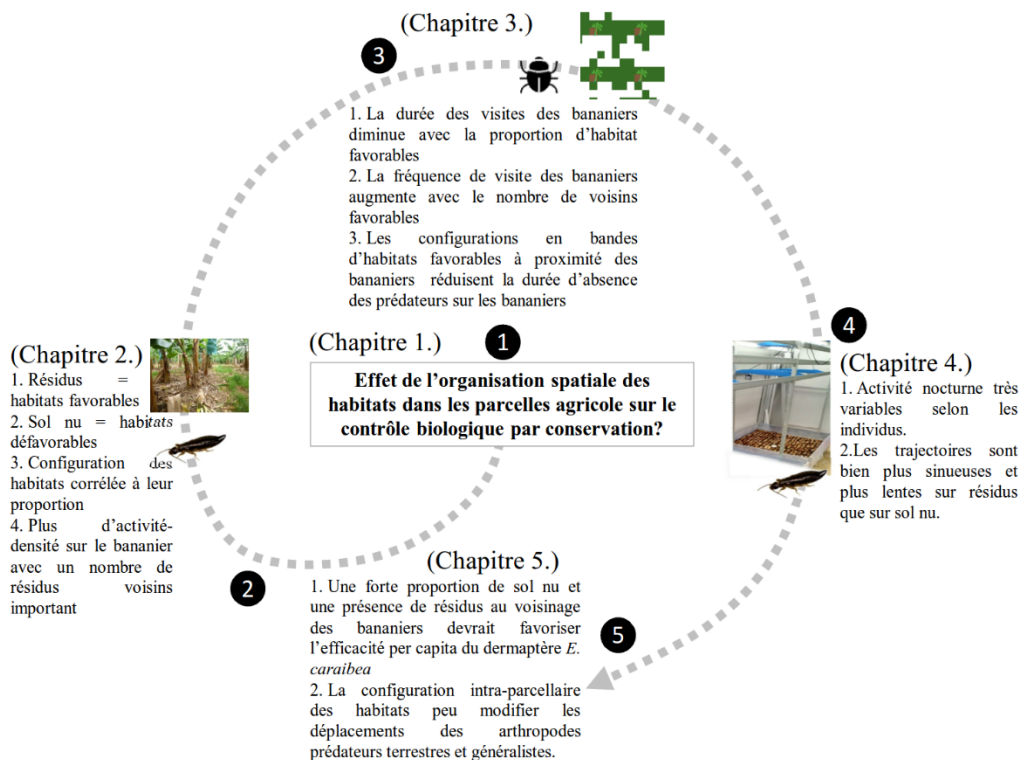 (Chapitre 3.)
3
1. La durée des visites des bananiers
diminue avec la proportion d'habitat
favorables
2. La fréquence de visite des bananiers
augmente avec le nombre de voisins
favorables
3. Les configurations en bandes
d'habitats favorables à proximité des
bananiers réduisent la durée d'absence
des prédateurs sur les bananiers
(Chapitre 2.)
1. Résidus =
habitats favorables
2. Sol nu = habitats
défavorables
3. Configuration des
habitats corrélée à leur
proportion
4. Plus d'activité-
densité sur le bananier
avec un nombre de
résidus voisins
important
2
(Chapitre 1.)
1
Effet de l'organisation spatiale des
habitats dans les parcelles agricole sur le
contrôle biologique par conservation?
4
(Chapitre 4.)
1. Activité nocturne très
variables selon les
individus.
2.Les trajectoires sont
bien plus sinueuses et
plus lentes sur résidus
que sur sol nu.
(Chapitre 5.)
1. Une forte proportion de sol nu et
une présence de résidus au voisinage
des bananiers devrait favoriser
l'efficacité per capita du dermaptère E.
caraibea
2. La configuration intra-parcellaire
des habitats peu modifier les
déplacements des arthropodes
prédateurs terrestres et généralistes.
5